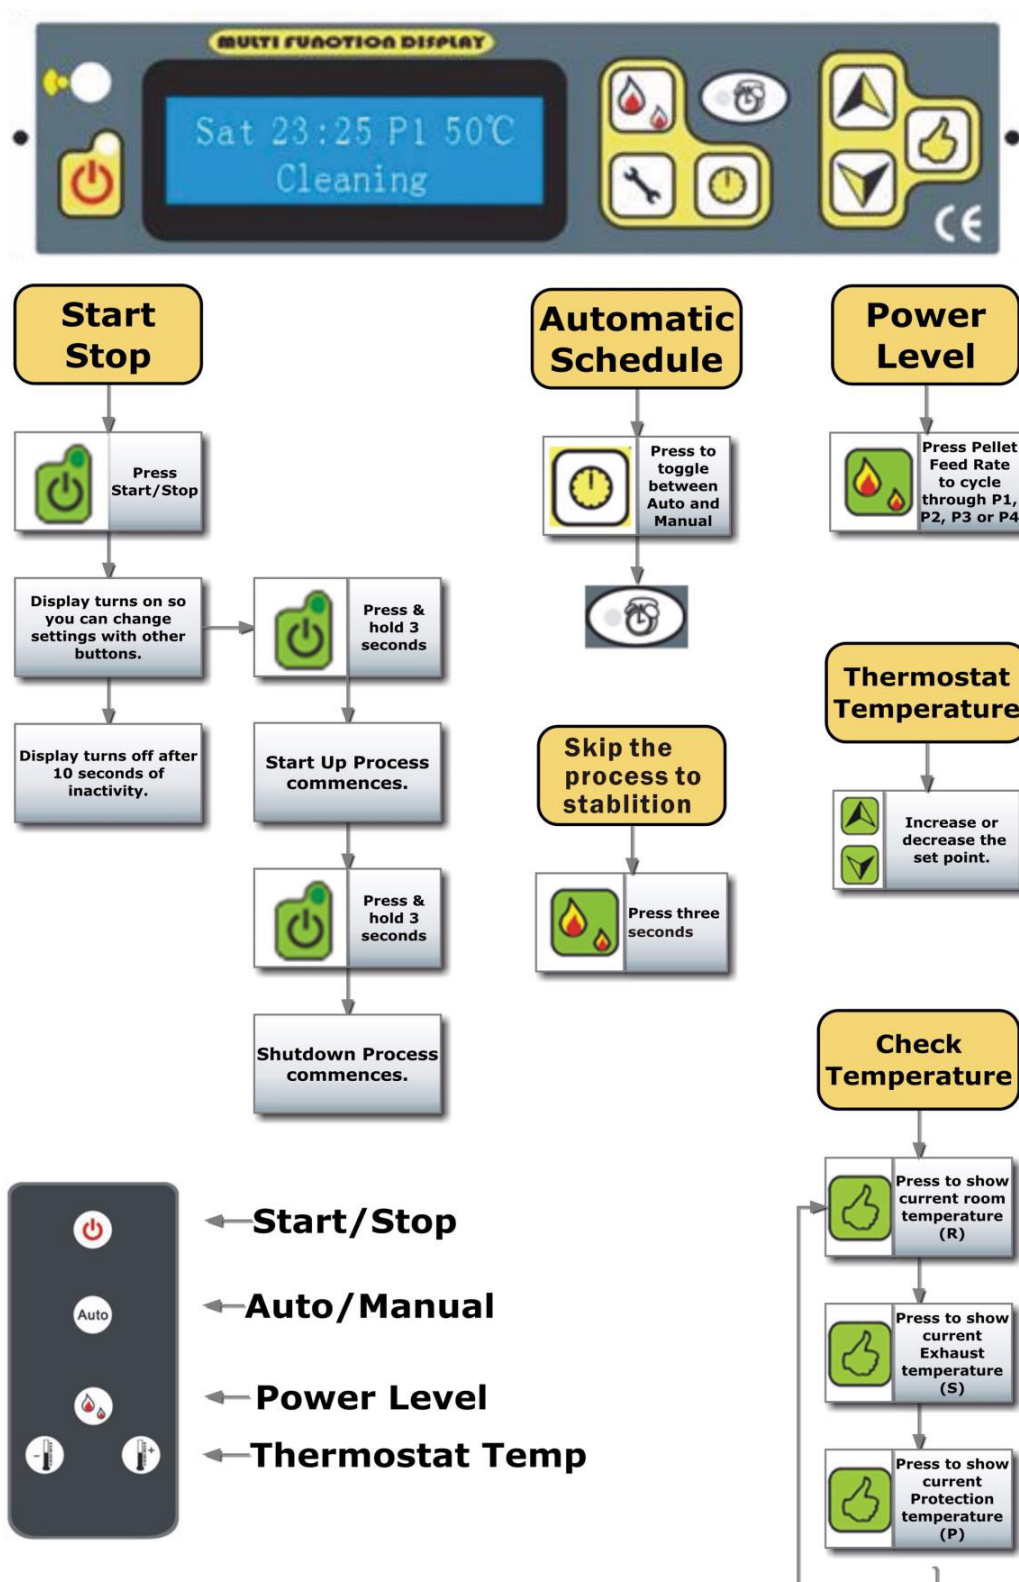 MULTI FUNOTION DISPLAY
Sat 23:25 P1 50℃
Cleaning
CE
Start
Stop
Press
Start/Stop
Display turns on so
you can change
settings with other
buttons.
Display turns off after
10 seconds of
inactivity.
Press &
hold 3
seconds
Start Up Process
commences.
Press &
hold 3
seconds
Shutdown Process
commences.
Automatic
Schedule
Press to
toggle
between
Auto and
Manual
Skip the
process to
stablition
Press three
seconds
Power
Level
Press Pellet
Feed Rate
to cycle
through P1,
P2, P3 or P4
Thermostat
Temperature
Increase or
decrease the
set point.
Check
Temperature
Press to show
current room
temperature
(R)
Press to show
current
Exhaust
temperature
(S)
Press to show
current
Protection
temperature
(P)
Start/Stop
Auto
Auto/Manual
Power Level
- +
Thermostat Temp